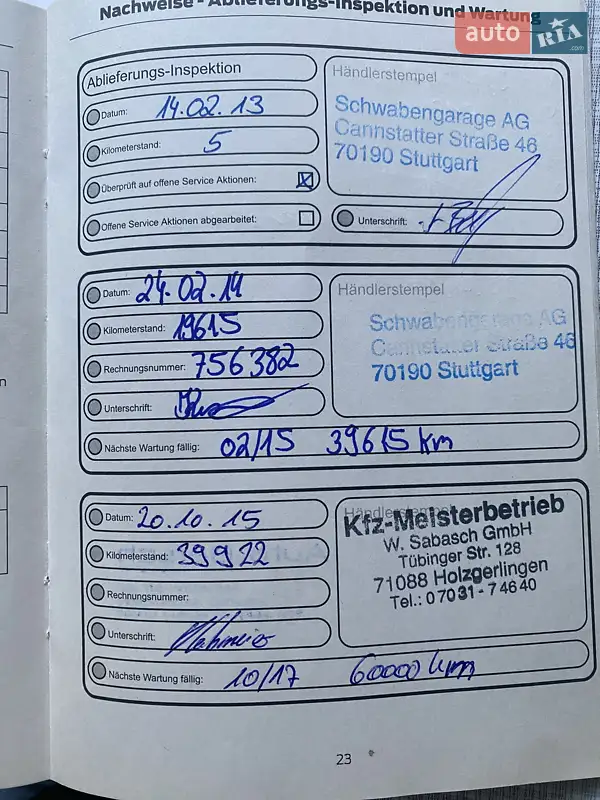 Nachweise - Ablieferungs-Inspektion und Wartung
auto RIA .com
Ablieferungs-Inspektion
Datum: 14.02.13
Kilometerstand: 5
Überprüft auf offene Service Aktionen: X
Offene Service Aktionen abgearbeitet:
Händlerstempel
Schwabengarage AG
Cannstatter Straße 46
70190 Stuttgart
Unterschrift:
Datum: 24.02.14
Kilometerstand: 19615
Rechnungsnummer: 756382
Unterschrift:
Nächste Wartung fällig: 02/15 39615 km
Händlerstempel
Schwabengarage AG
Cannstatter Straße 46
70190 Stuttgart
Datum: 20.10.15
Kilometerstand: 39922
Rechnungsnummer:
Unterschrift:
Nächste Wartung fällig: 10/17 60000 km
Händlerstempel
Kfz-Meisterbetrieb
W. Sabasch GmbH
Tübinger Str. 128
71088 Holzgerlingen
Tel.: 07031-74640
23